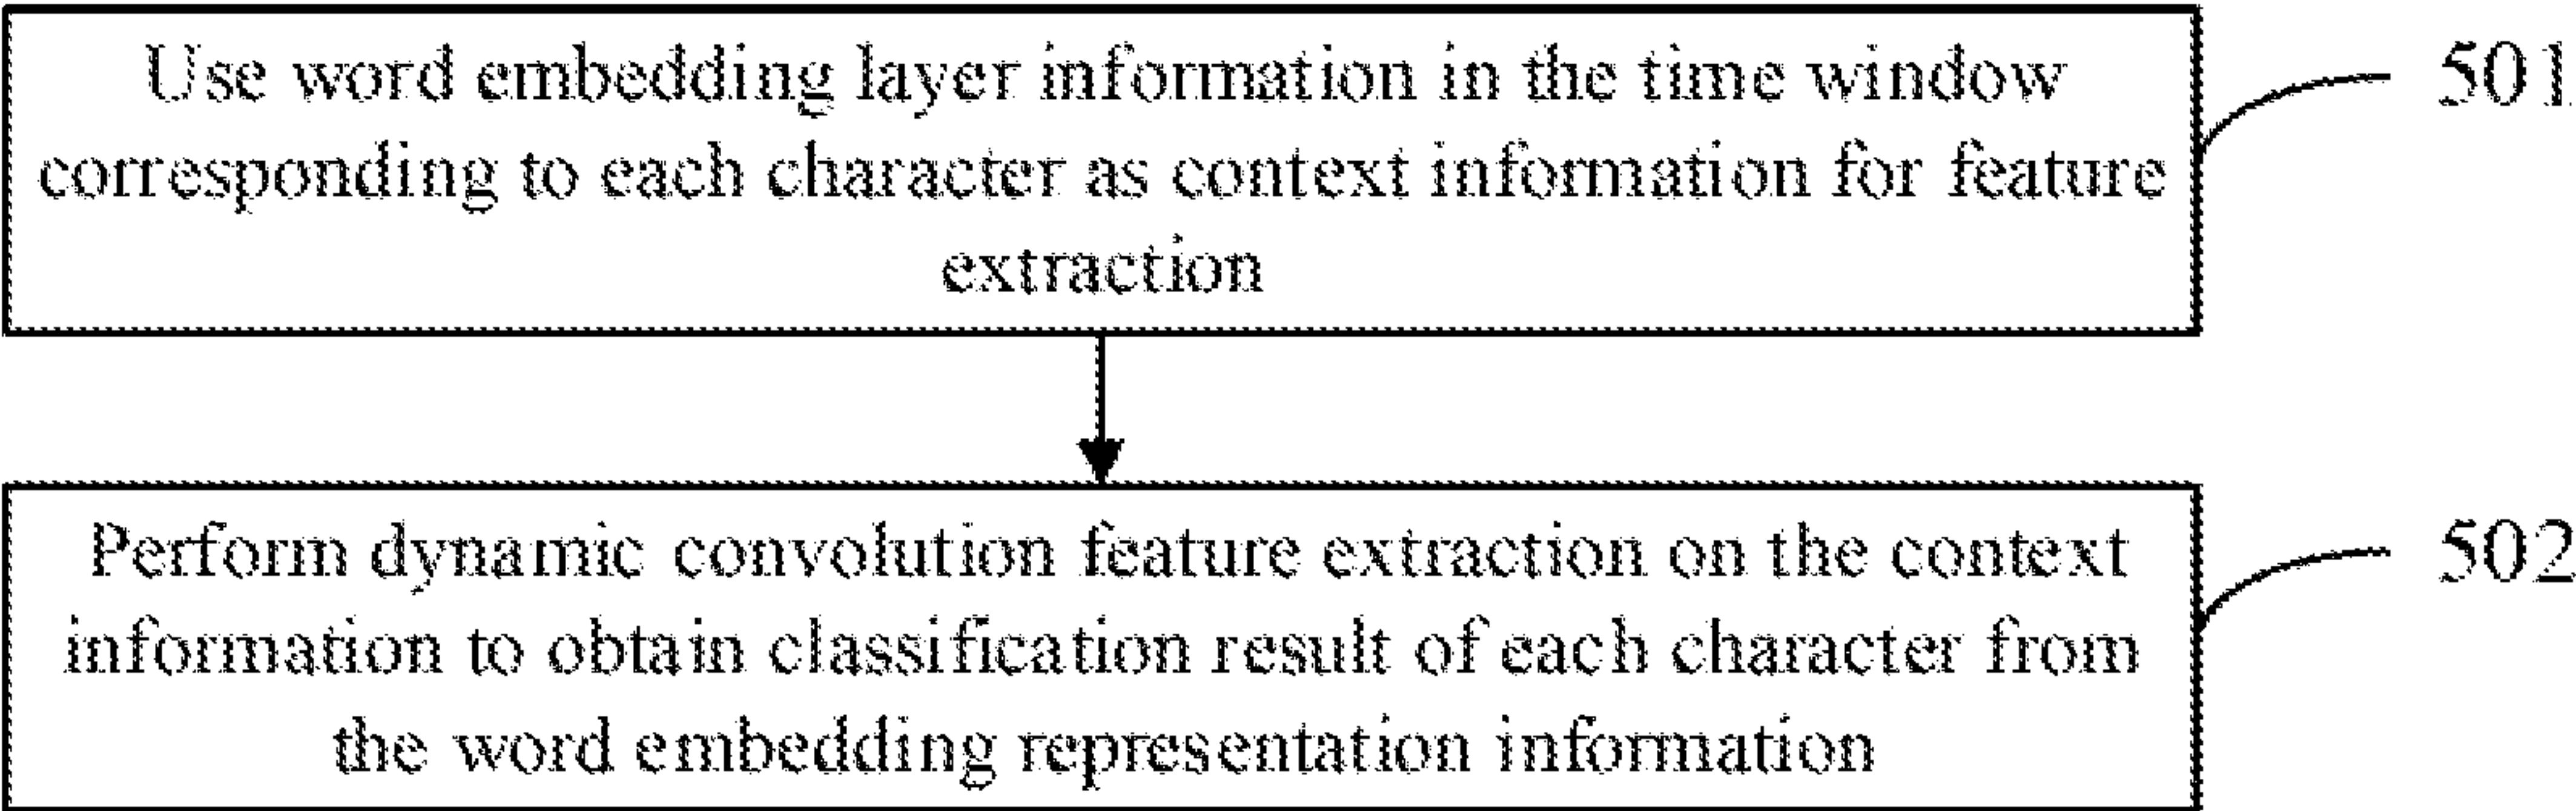 Use word embedding layer information in the time window
corresponding to each character as context information for feature
extraction
501
Perform dynamic convolution feature extraction on the context
information to obtain classification result of each character from
the word embedding representation information
502